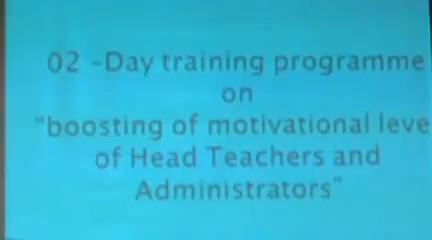 02 -Day training programme
on
"boosting of motivational leve
of Head Teachers and
Administrators"